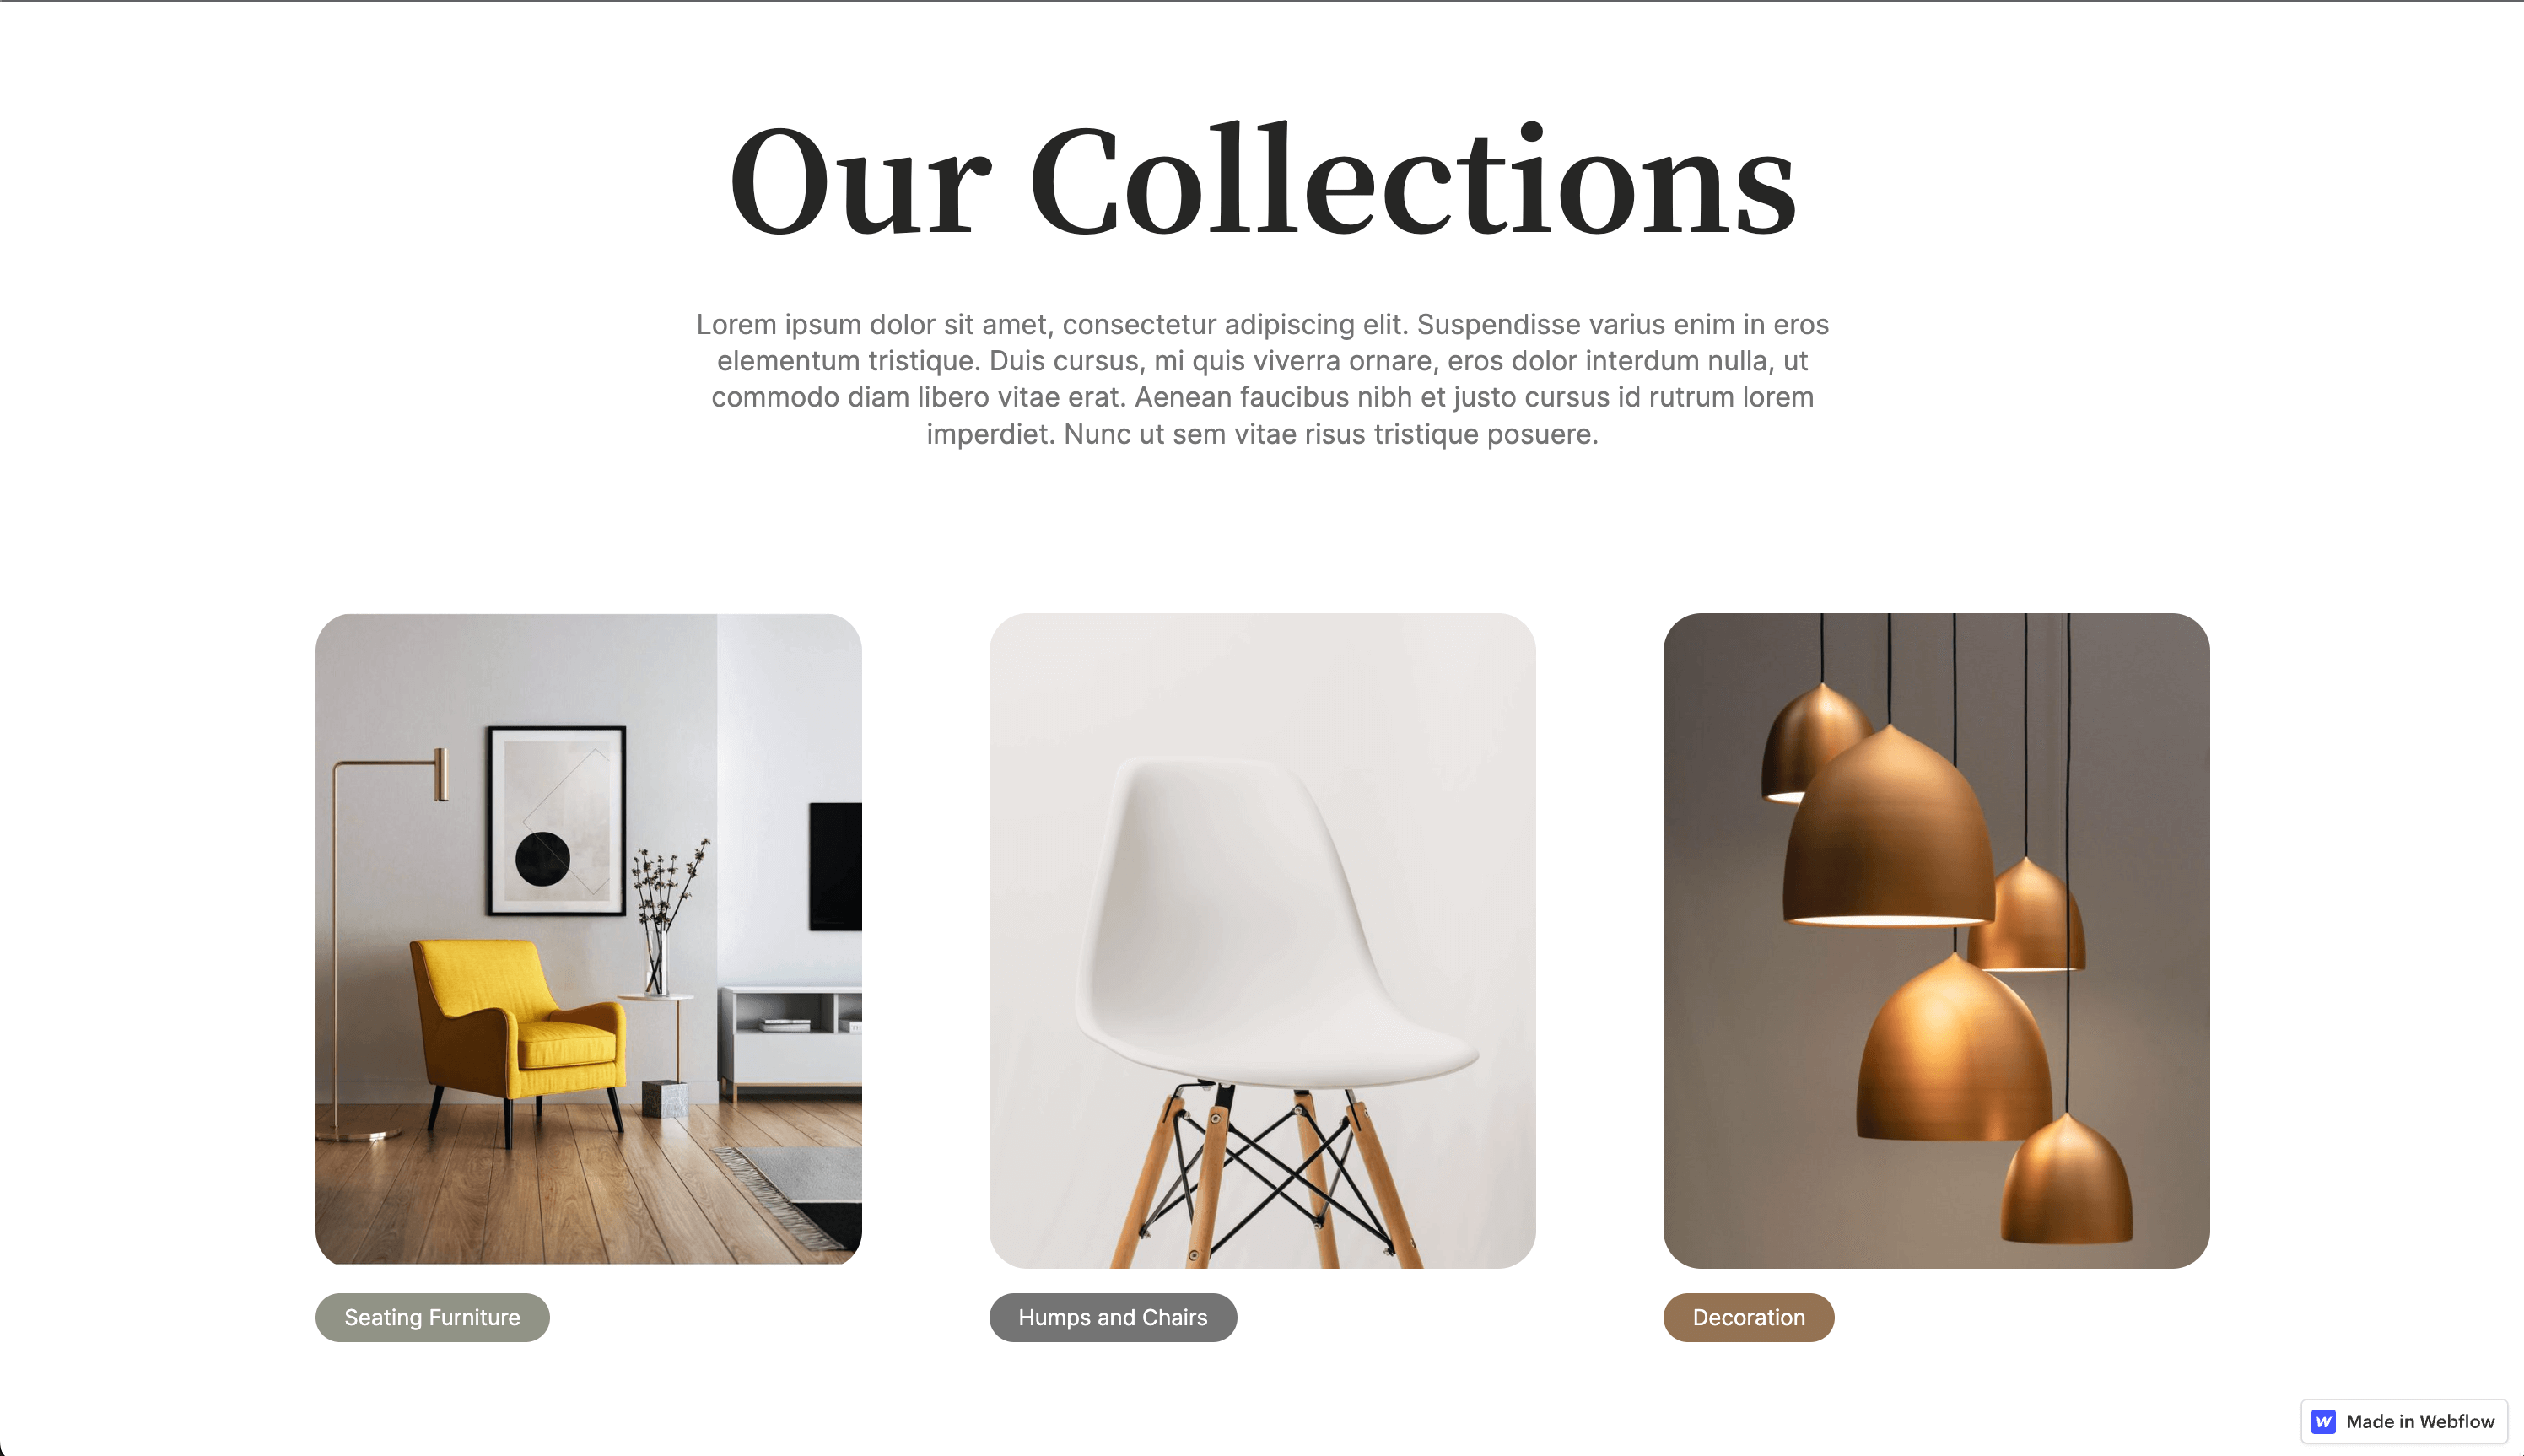 Our Collections
Lorem ipsum dolor sit amet, consectetur adipiscing elit. Suspendisse varius enim in eros
elementum tristique. Duis cursus, mi quis viverra ornare, eros dolor interdum nulla, ut
commodo diam libero vitae erat. Aenean faucibus nibh et justo cursus id rutrum lorem
imperdiet. Nunc ut sem vitae risus tristique posuere.
Seating Furniture
Humps and Chairs
Decoration
Made in Webflow